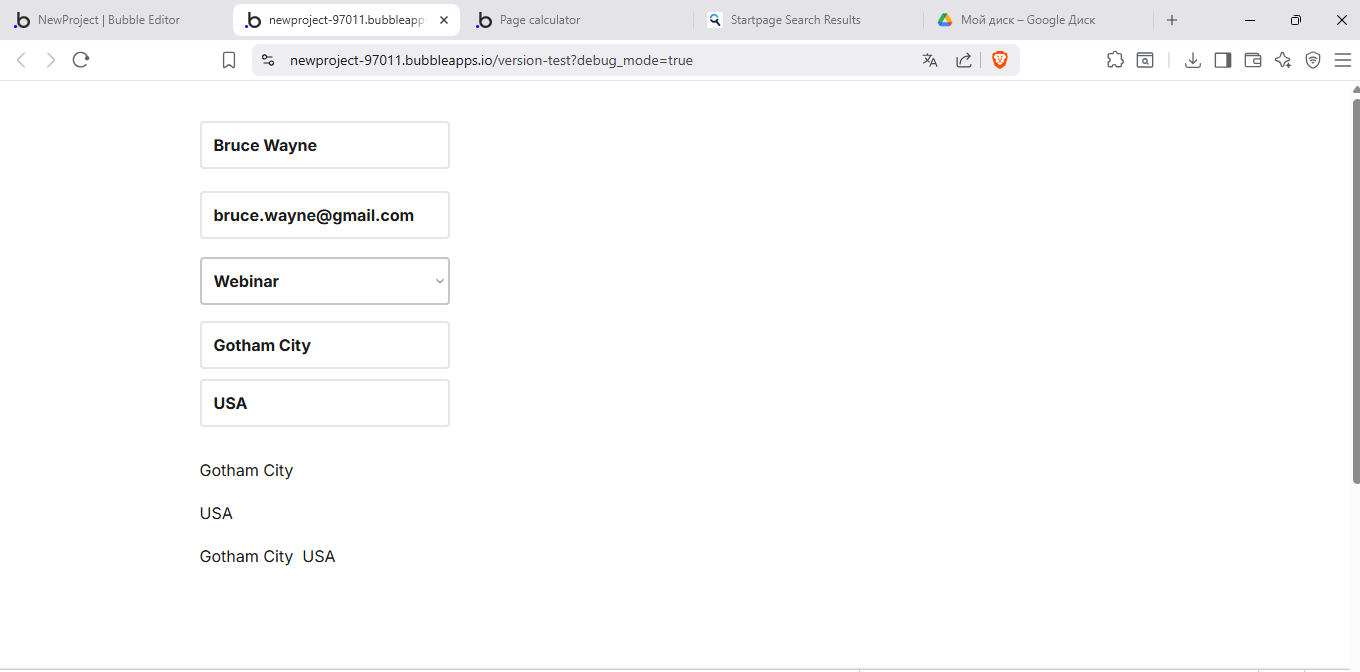 NewProject | Bubble Editor
newproject-97011.bubbleapp
Page calculator
Startpage Search Results
Мой диск – Google Диск
newproject-97011.bubbleapps.io/version-test?debug_mode=true
Bruce Wayne
bruce.wayne@gmail.com
Webinar
Gotham City
USA
Gotham City
USA
Gotham City  USA